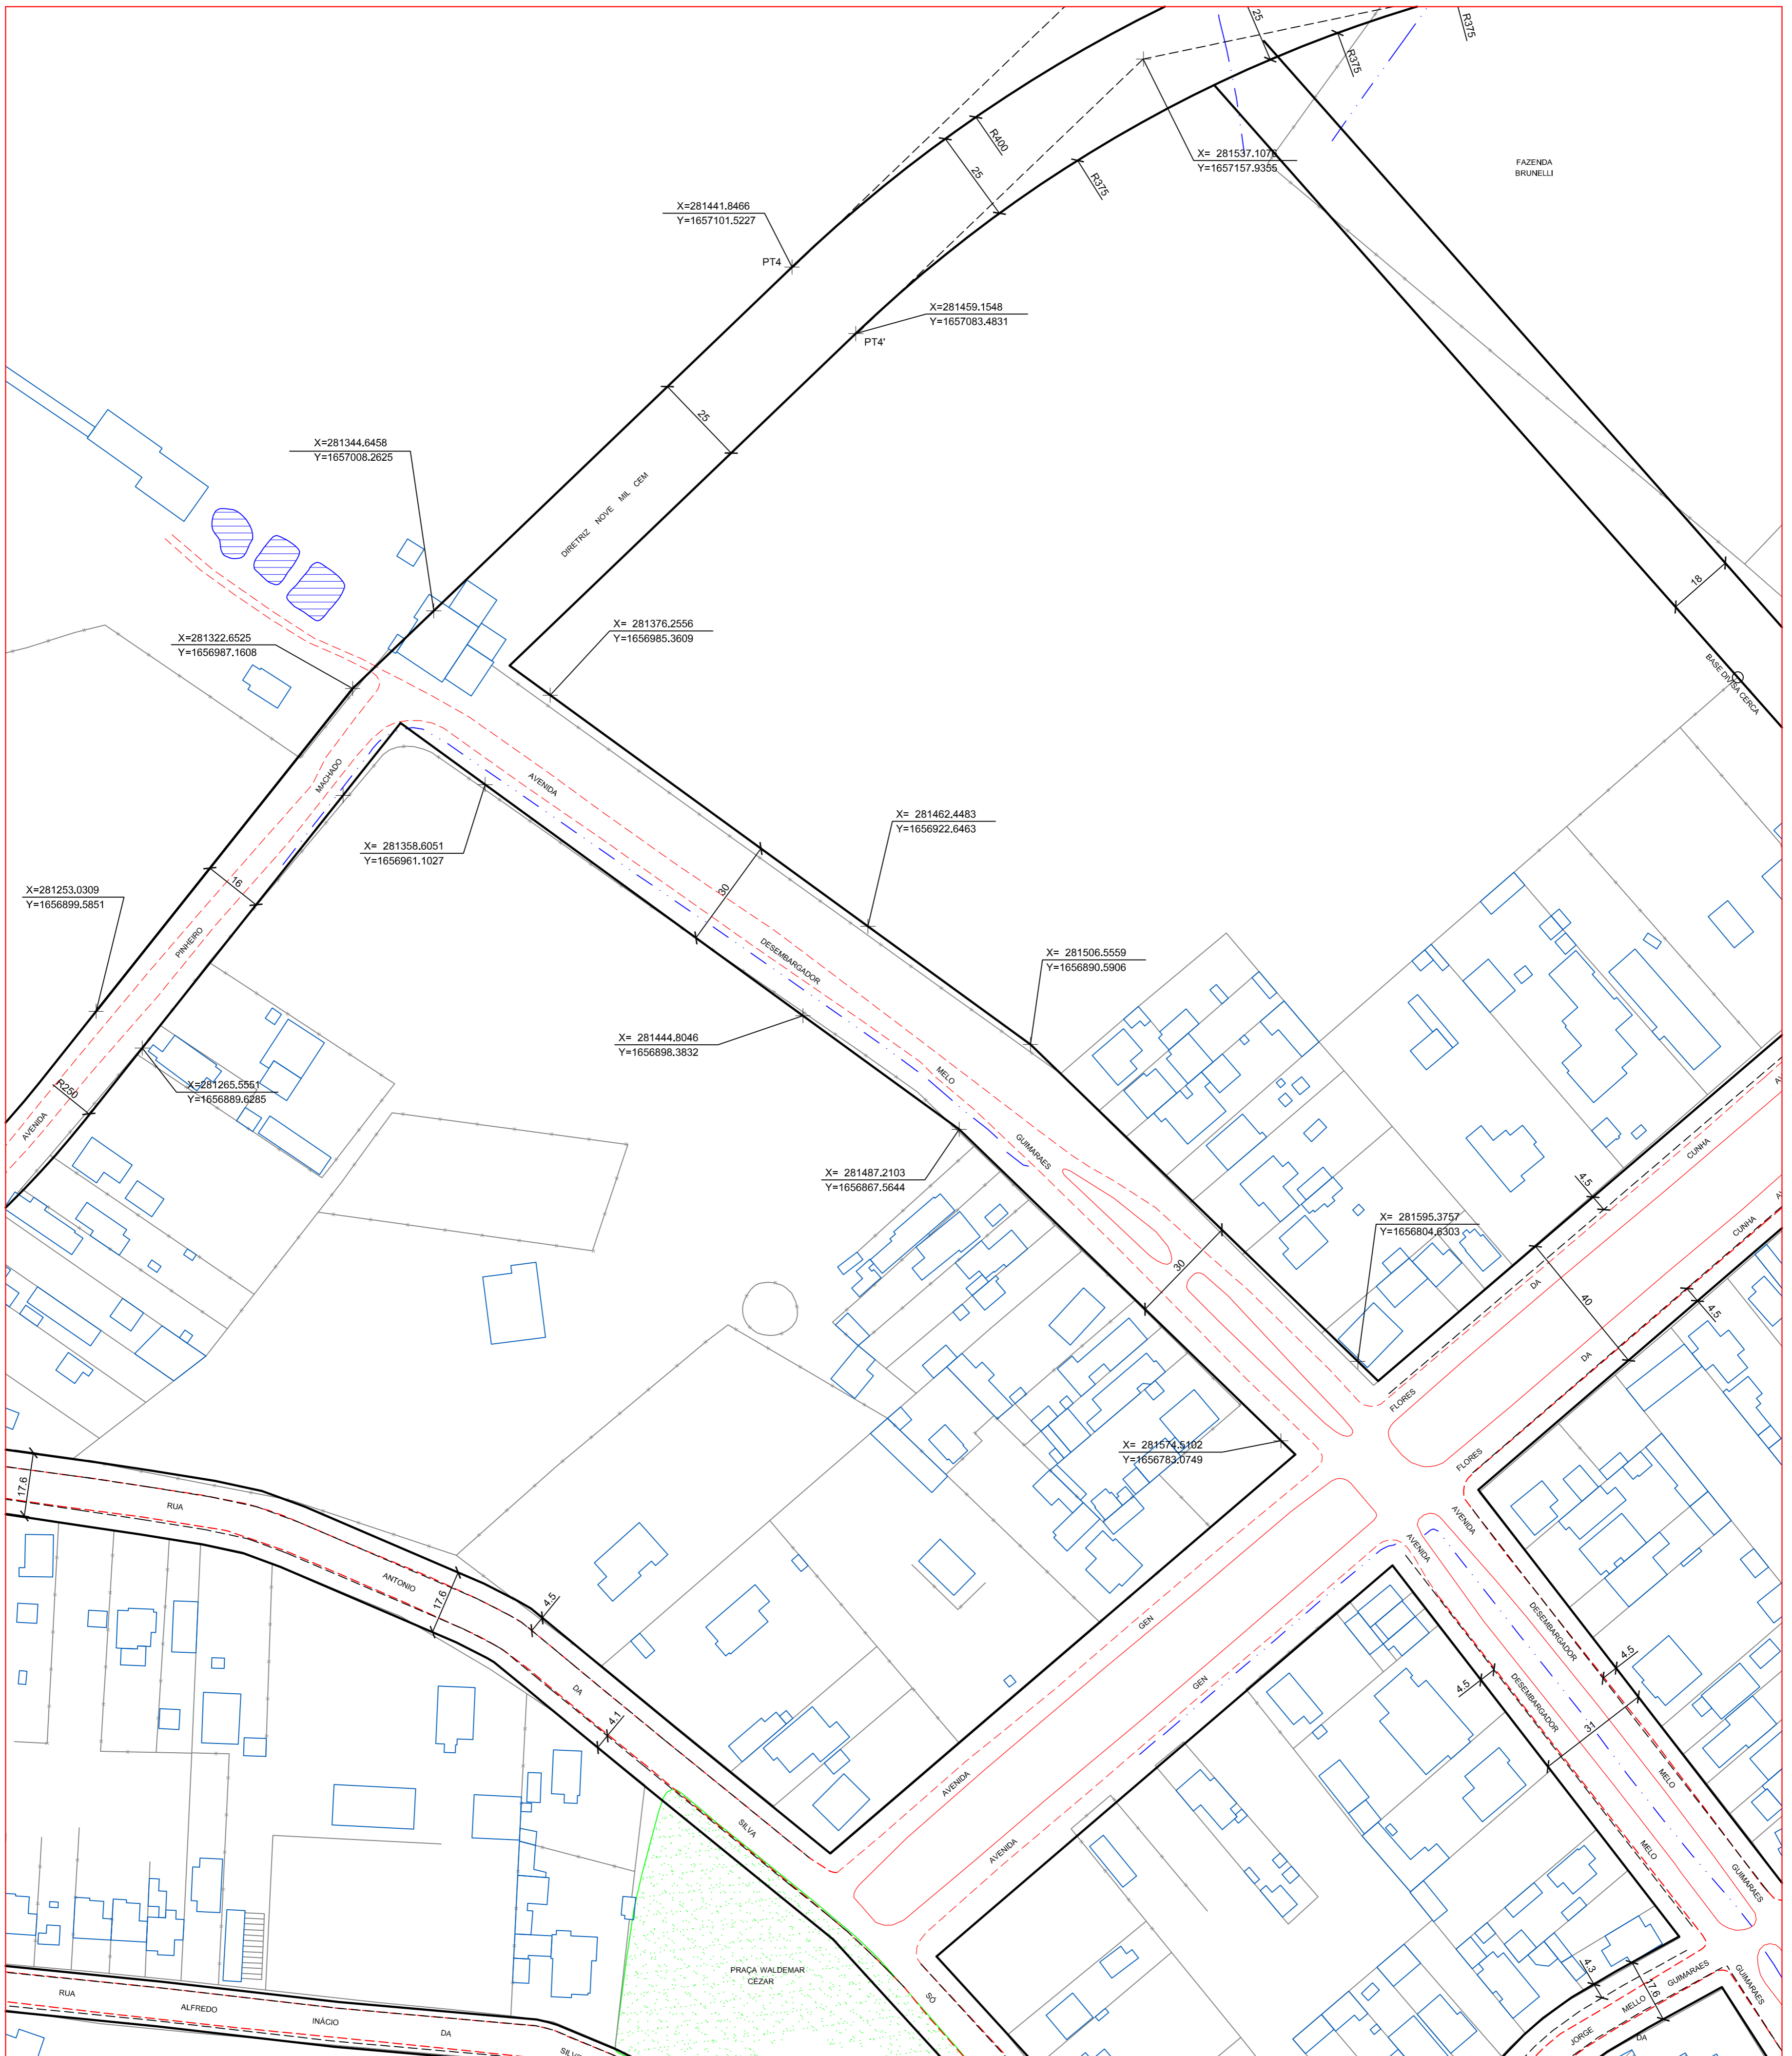 25
R375
R375
R400
25
R375
X= 281537.1076
Y=1657157.9355
FAZENDA
BRUNELLI
X=281441.8466
Y=1657101.5227
PT4
X=281459.1548
Y=1657083.4831
PT4'
25
X=281344.6458
Y=1657008.2625
DIRETRIZ NOVE MIL CEM
18
X=281322.6525
Y=1656987.1608
X= 281376.2556
Y=1656985.3609
BASE DIVISA CERCA
MACHADO
AVENIDA
X= 281358.6051
Y=1656961.1027
X= 281462.4483
Y=1656922.6463
16
30
X=281253.0309
Y=1656899.5851
PINHEIRO
DESEMBARGADOR
X= 281506.5559
Y=1656890.5906
X= 281444.8046
Y=1656898.3832
MELO
X=281265.5551
Y=1656889.6285
R250
AVENIDA
GUIMARAES
CUNHA
X= 281487.2103
Y=1656867.5644
4.5
X= 281595.3757
Y=1656804.6303
CUNHA
30
DA
40
4.5
DA
FLORES
X= 281574.5102
Y=1656783.0749
FLORES
17.6
RUA
AVENIDA
AVENIDA
ANTONIO
17.6
4.5
GEN
DESEMBARGADOR
4.5
GEN
4.5
DESEMBARGADOR
DA
4.1
31
MELO
AVENIDA
SILVA
AVENIDA
MELO
GUIMARAES
PRAÇA WALDEMAR
CÉZAR
SÓ
4.3
17.6
GUIMARAES
GUIMARAES
MELLO
JORGE
DA
RUA
ALFREDO
INÁCIO
DA
SILVA